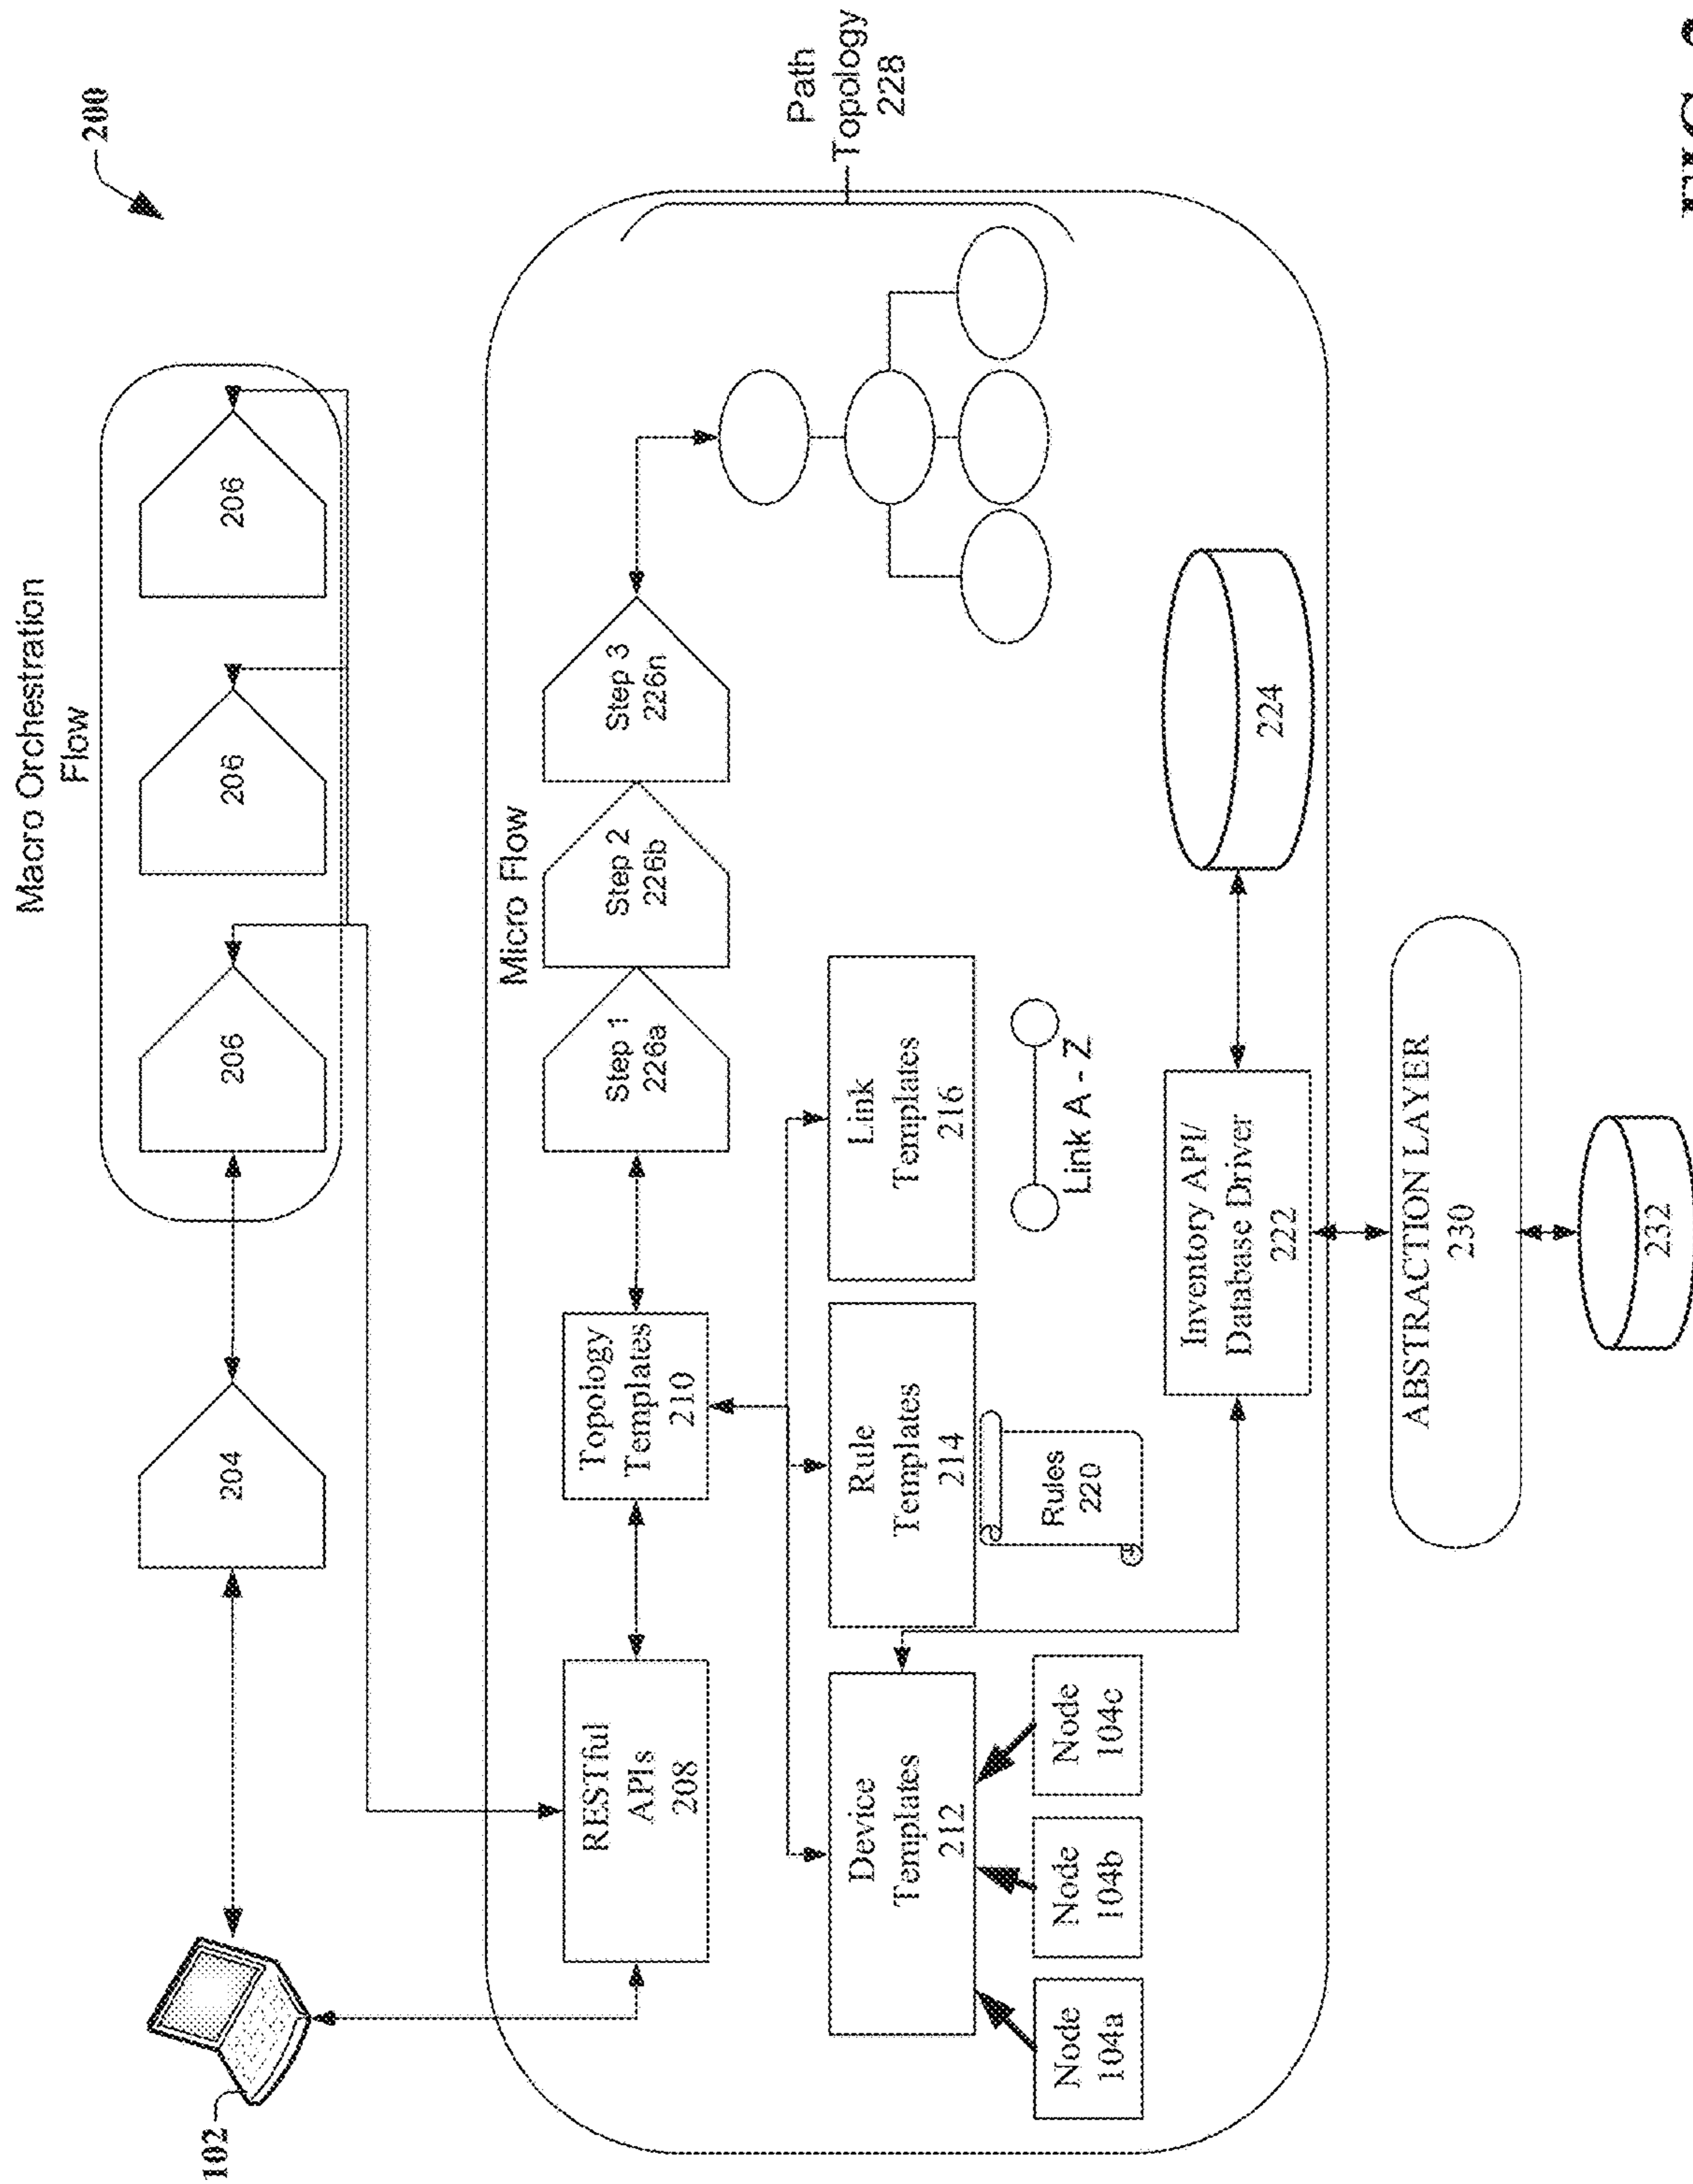 200
Macro Orchestration
Flow
102
204
206
206
206
Micro Flow
RESTful
APIs
208
Topology
Templates
210
Step 1
226a
Step 2
226b
Step 3
226n
Path
Topology
228
Device
Templates
212
Rule
Templates
214
Link
Templates
216
Node
104a
Node
104b
Node
104c
Rules
220
Link A - Z
Inventory API/
Database Driver
222
224
ABSTRACTION LAYER
230
232